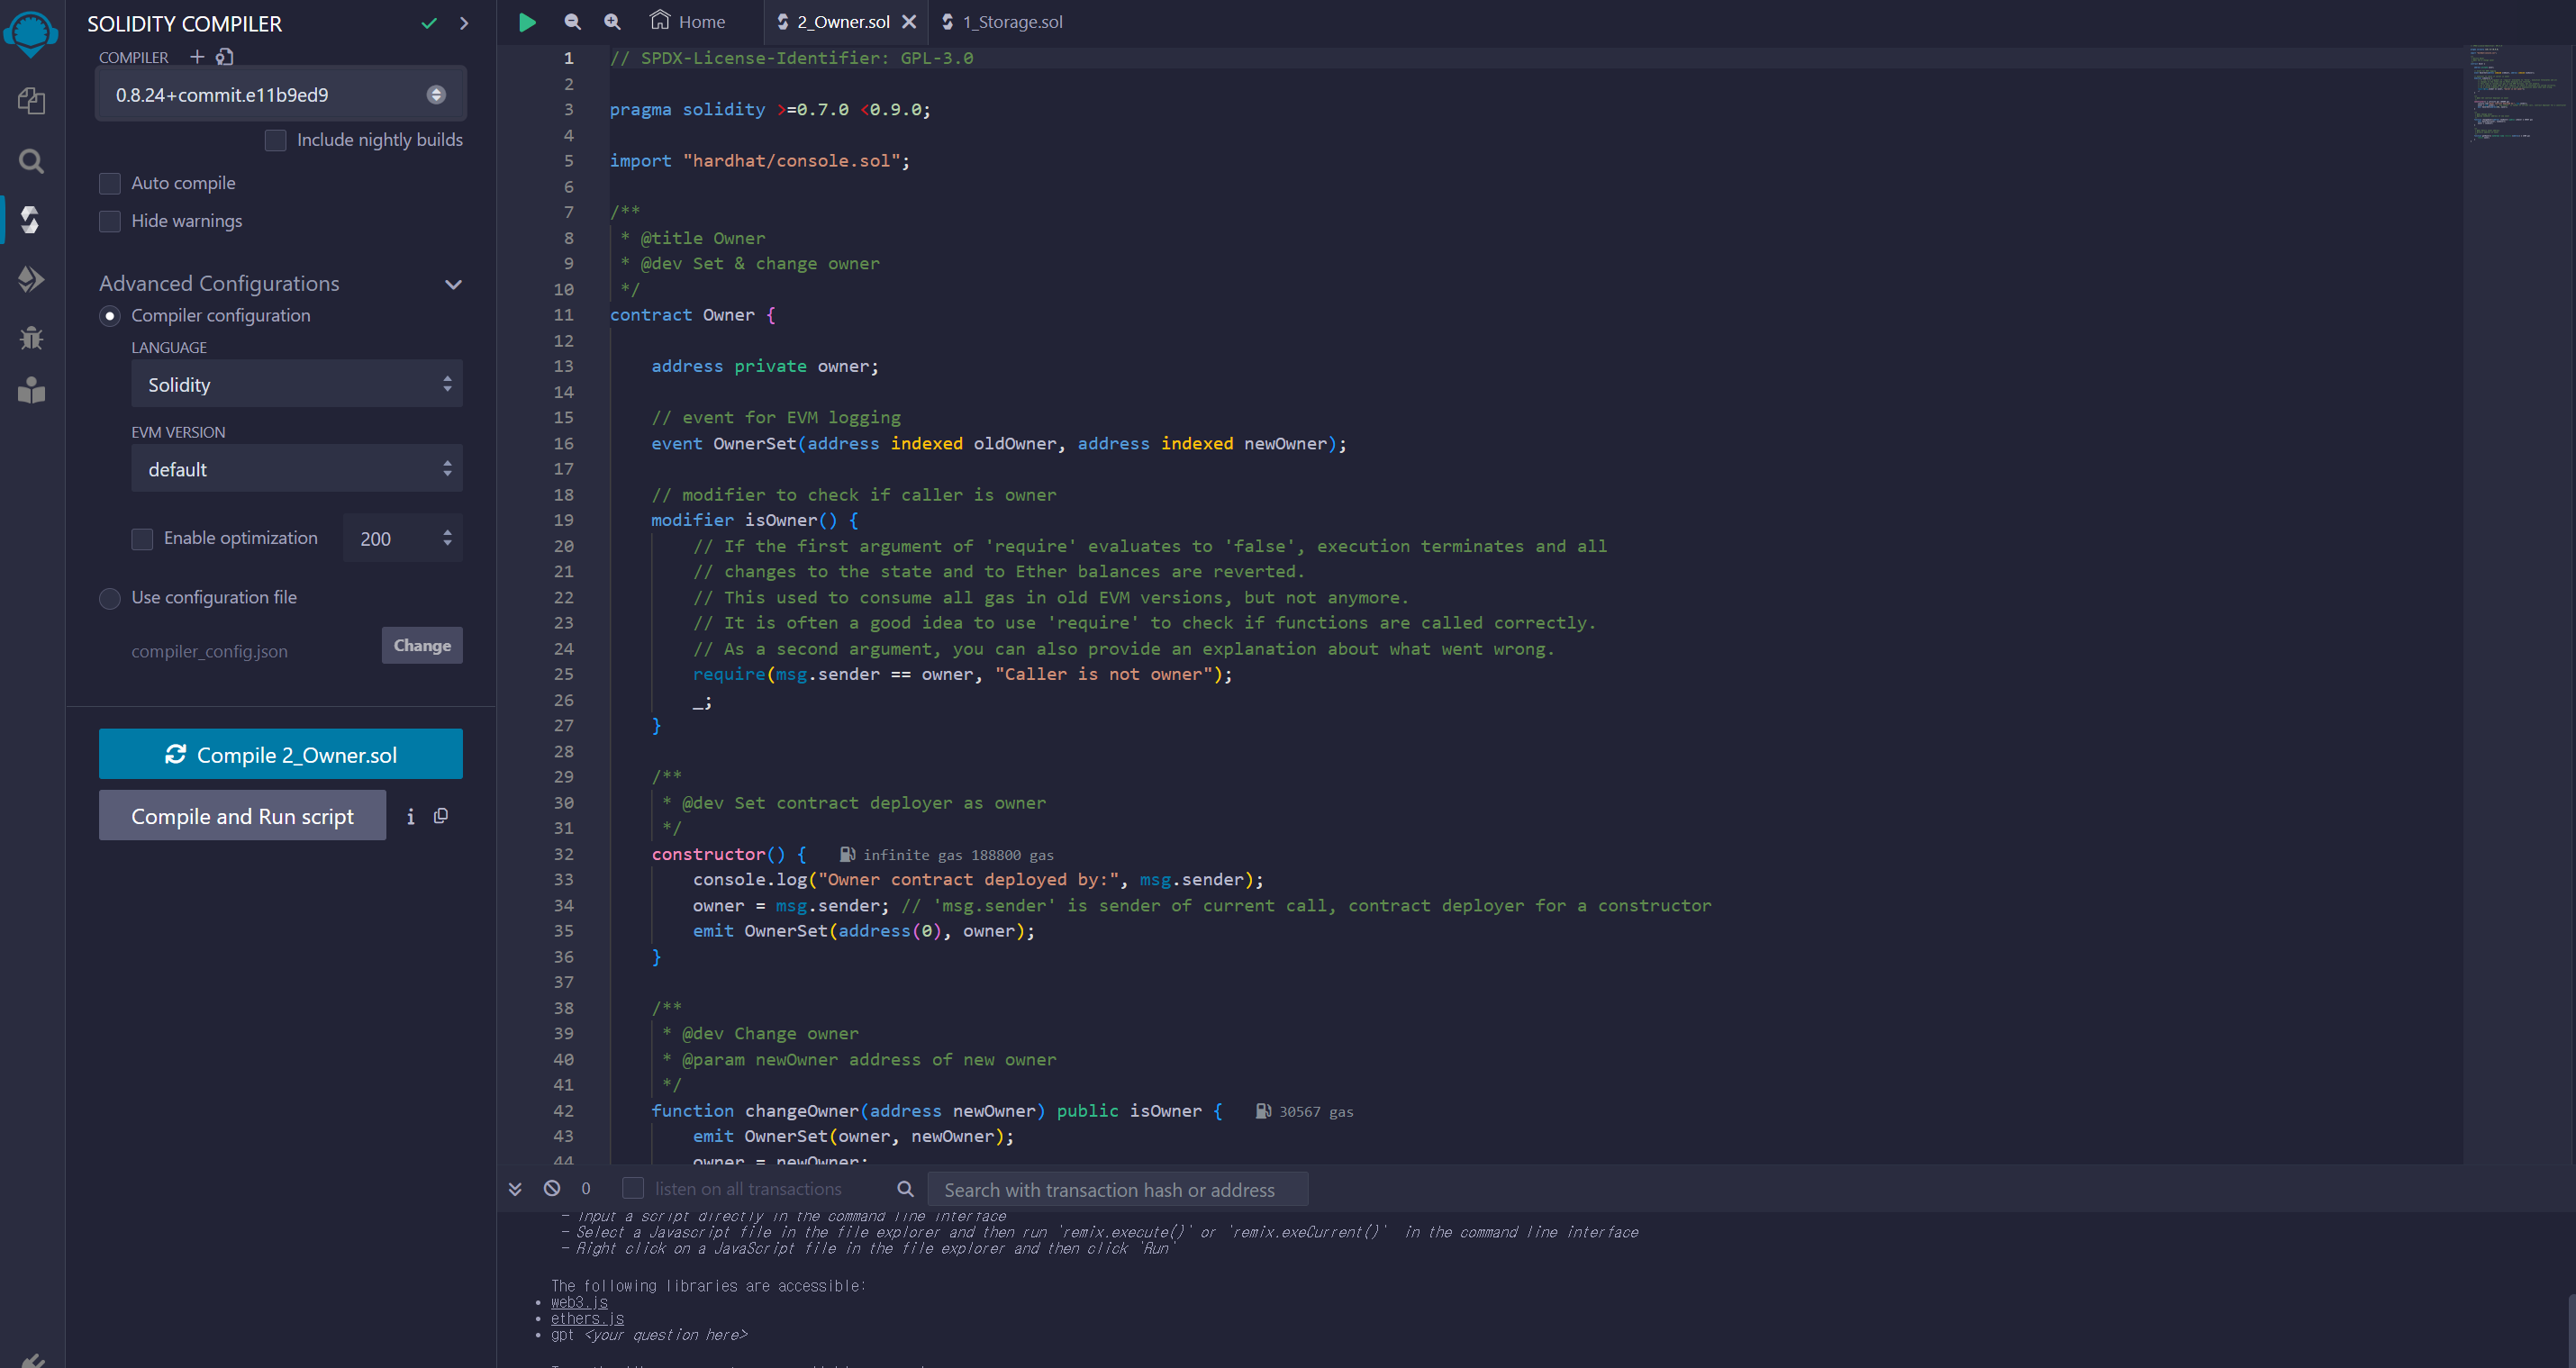 SOLIDITY COMPILER
COMPILER
0.8.24+commit.e11b9ed9
Include nightly builds
Auto compile
Hide warnings
Advanced Configurations
Compiler configuration
LANGUAGE
Solidity
EVM VERSION
default
Enable optimization 200
Use configuration file
compiler_config.json Change
Compile 2_Owner.sol
Compile and Run script
Home 2_Owner.sol 1_Storage.sol
1 // SPDX-License-Identifier: GPL-3.0
2
3 pragma solidity >=0.7.0 <0.9.0;
4
5 import "hardhat/console.sol";
6
7 /**
8 * @title Owner
9 * @dev Set & change owner
10 */
11 contract Owner {
12
13 address private owner;
14
15 // event for EVM logging
16 event OwnerSet(address indexed oldOwner, address indexed newOwner);
17
18 // modifier to check if caller is owner
19 modifier isOwner() {
20 // If the first argument of 'require' evaluates to 'false', execution terminates and all
21 // changes to the state and to Ether balances are reverted.
22 // This used to consume all gas in old EVM versions, but not anymore.
23 // It is often a good idea to use 'require' to check if functions are called correctly.
24 // As a second argument, you can also provide an explanation about what went wrong.
25 require(msg.sender == owner, "Caller is not owner");
26 _;
27 }
28
29 /**
30 * @dev Set contract deployer as owner
31 */
32 constructor() { infinite gas 188800 gas
33 console.log("Owner contract deployed by:", msg.sender);
34 owner = msg.sender; // 'msg.sender' is sender of current call, contract deployer for a constructor
35 emit OwnerSet(address(0), owner);
36 }
37
38 /**
39 * @dev Change owner
40 * @param newOwner address of new owner
41 */
42 function changeOwner(address newOwner) public isOwner { 30567 gas
43 emit OwnerSet(owner, newOwner);
44 owner = newOwner;
0 listen on all transactions Search with transaction hash or address
- Input a script directly in the command line interface
- Select a Javascript file in the file explorer and then run `remix.execute()` or `remix.exeCurrent()` in the command line interface
- Right click on a JavaScript file in the file explorer and then click `Run`
The following libraries are accessible:
• web3.js
• ethers.js
• gpt <your question here>